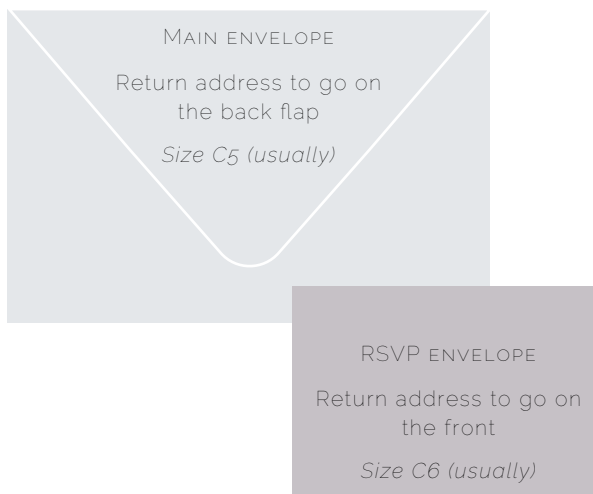 Main envelope
Return address to go on
the back flap
Size C5 (usually)
RSVP envelope
Return address to go on
the front
Size C6 (usually)